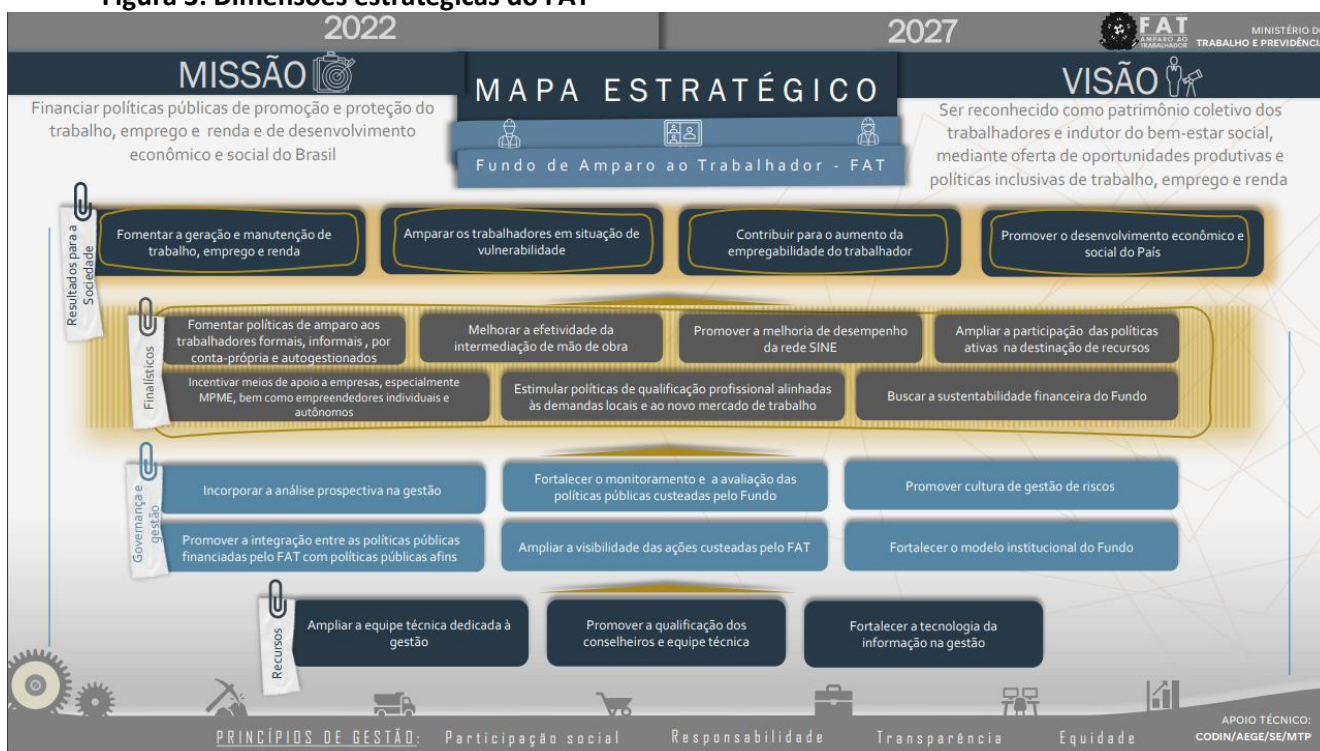 Figura 3: Dimensões estratégicas do FAT
2022
2027
FAT
AMPARO AO
TRABALHADOR
MINISTÉRIO DO
TRABALHO E PREVIDÊNCIA
MISSÃO
Financiar políticas públicas de promoção e proteção do
trabalho, emprego e renda e de desenvolvimento
econômico e social do Brasil
MAPA ESTRATÉGICO
Fundo de Amparo ao Trabalhador - FAT
VISÃO
Ser reconhecido como patrimônio coletivo dos
trabalhadores e indutor do bem-estar social,
mediante oferta de oportunidades produtivas e
políticas inclusivas de trabalho, emprego e renda
Resultados para a
Sociedade
Fomentar a geração e manutenção de
trabalho, emprego e renda
Amparar os trabalhadores em situação de
vulnerabilidade
Contribuir para o aumento da
empregabilidade do trabalhador
Promover o desenvolvimento econômico e
social do País
Finalísticos
Fomentar políticas de amparo aos
trabalhadores formais, informais , por
conta-própria e autogestionados
Melhorar a efetividade da
intermediação de mão de obra
Promover a melhoria de desempenho
da rede SINE
Ampliar a participação das políticas
ativas na destinação de recursos
Incentivar meios de apoio a empresas, especialmente
MPME, bem como empreendedores individuais e
autônomos
Estimular políticas de qualificação profissional alinhadas
às demandas locais e ao novo mercado de trabalho
Buscar a sustentabilidade financeira do Fundo
Governança e
gestão
Incorporar a análise prospectiva na gestão
Fortalecer o monitoramento e a avaliação das
políticas públicas custeadas pelo Fundo
Promover cultura de gestão de riscos
Promover a integração entre as políticas públicas
financiadas pelo FAT com políticas públicas afins
Ampliar a visibilidade das ações custeadas pelo FAT
Fortalecer o modelo institucional do Fundo
Recursos
Ampliar a equipe técnica dedicada à
gestão
Promover a qualificação dos
conselheiros e equipe técnica
Fortalecer a tecnologia da
informação na gestão
PRINCÍPIOS DE GESTÃO: Participação social Responsabilidade Transparência Equidade
APOIO TÉCNICO:
CODIN/AEGE/SE/MTP